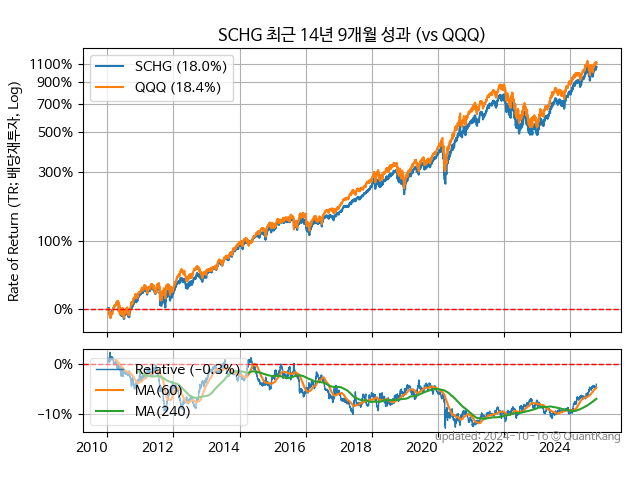 SCHG 최근 14년 9개월 성과 (vs QQQ)
SCHG (18.0%)
QQQ (18.4%)
1100%
900%
700%
500%
300%
100%
0%
Rate of Return (TR; 배당재투자, Log)
Relative (−0.3%)
MA(60)
MA(240)
0%
−10%
2010 2012 2014 2016 2018 2020 2022 2024
Updated: 2024-10-16 © QuantKang